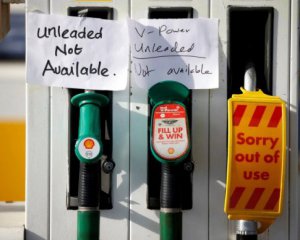 Unleaded
Not
Available.
V-Power
Unleaded
Not available
FILL UP
& WIN
Sorry
out of
use